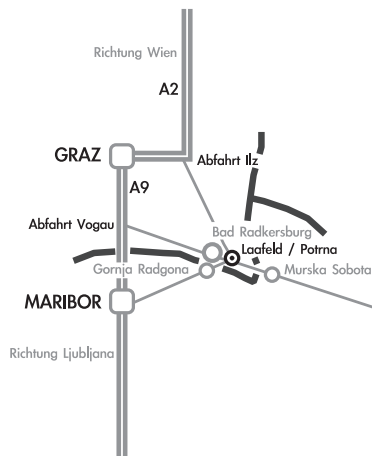 Richtung Wien
A2
GRAZ
Abfahrt Ilz
A9
Abfahrt Vogau
Bad Radkersburg
Laafeld / Potrna
Gornja Radgona
Murska Sobota
MARIBOR
Richtung Ljubljana